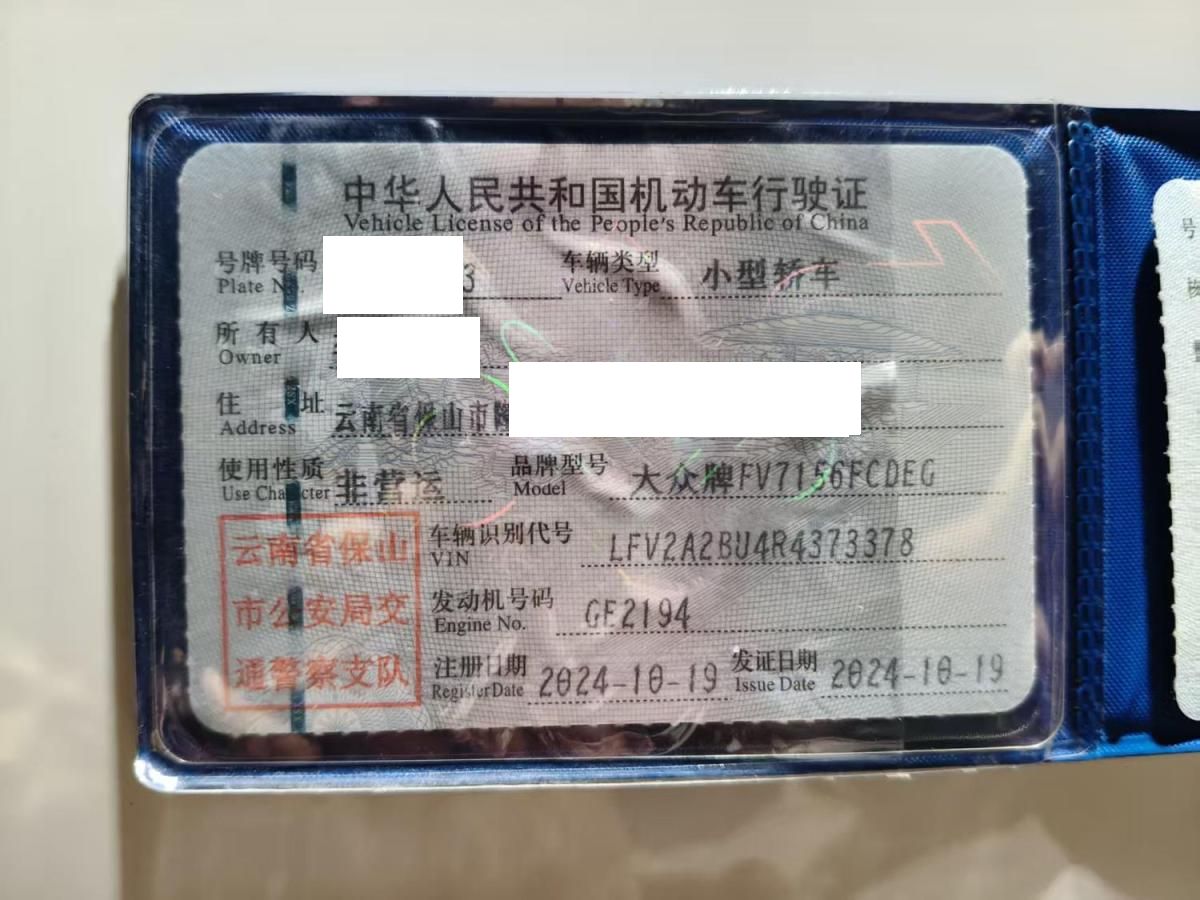 中华人民共和国机动车行驶证
Vehicle License of the People's Republic of China
号牌号码 3 车辆类型 小型轿车
Plate No. Vehicle Type
所有人
Owner
住址 云南省保山市隆
Address
使用性质 非营运 品牌型号 大众牌FV7156FCDEG
Use Character Model
云南省保山
市公安局交
通警察支队
车辆识别代号 LFV2A2BU4R4373378
VIN
发动机号码 GE2194
Engine No.
注册日期 2024-10-19 发证日期 2024-10-19
Register Date Issue Date
号